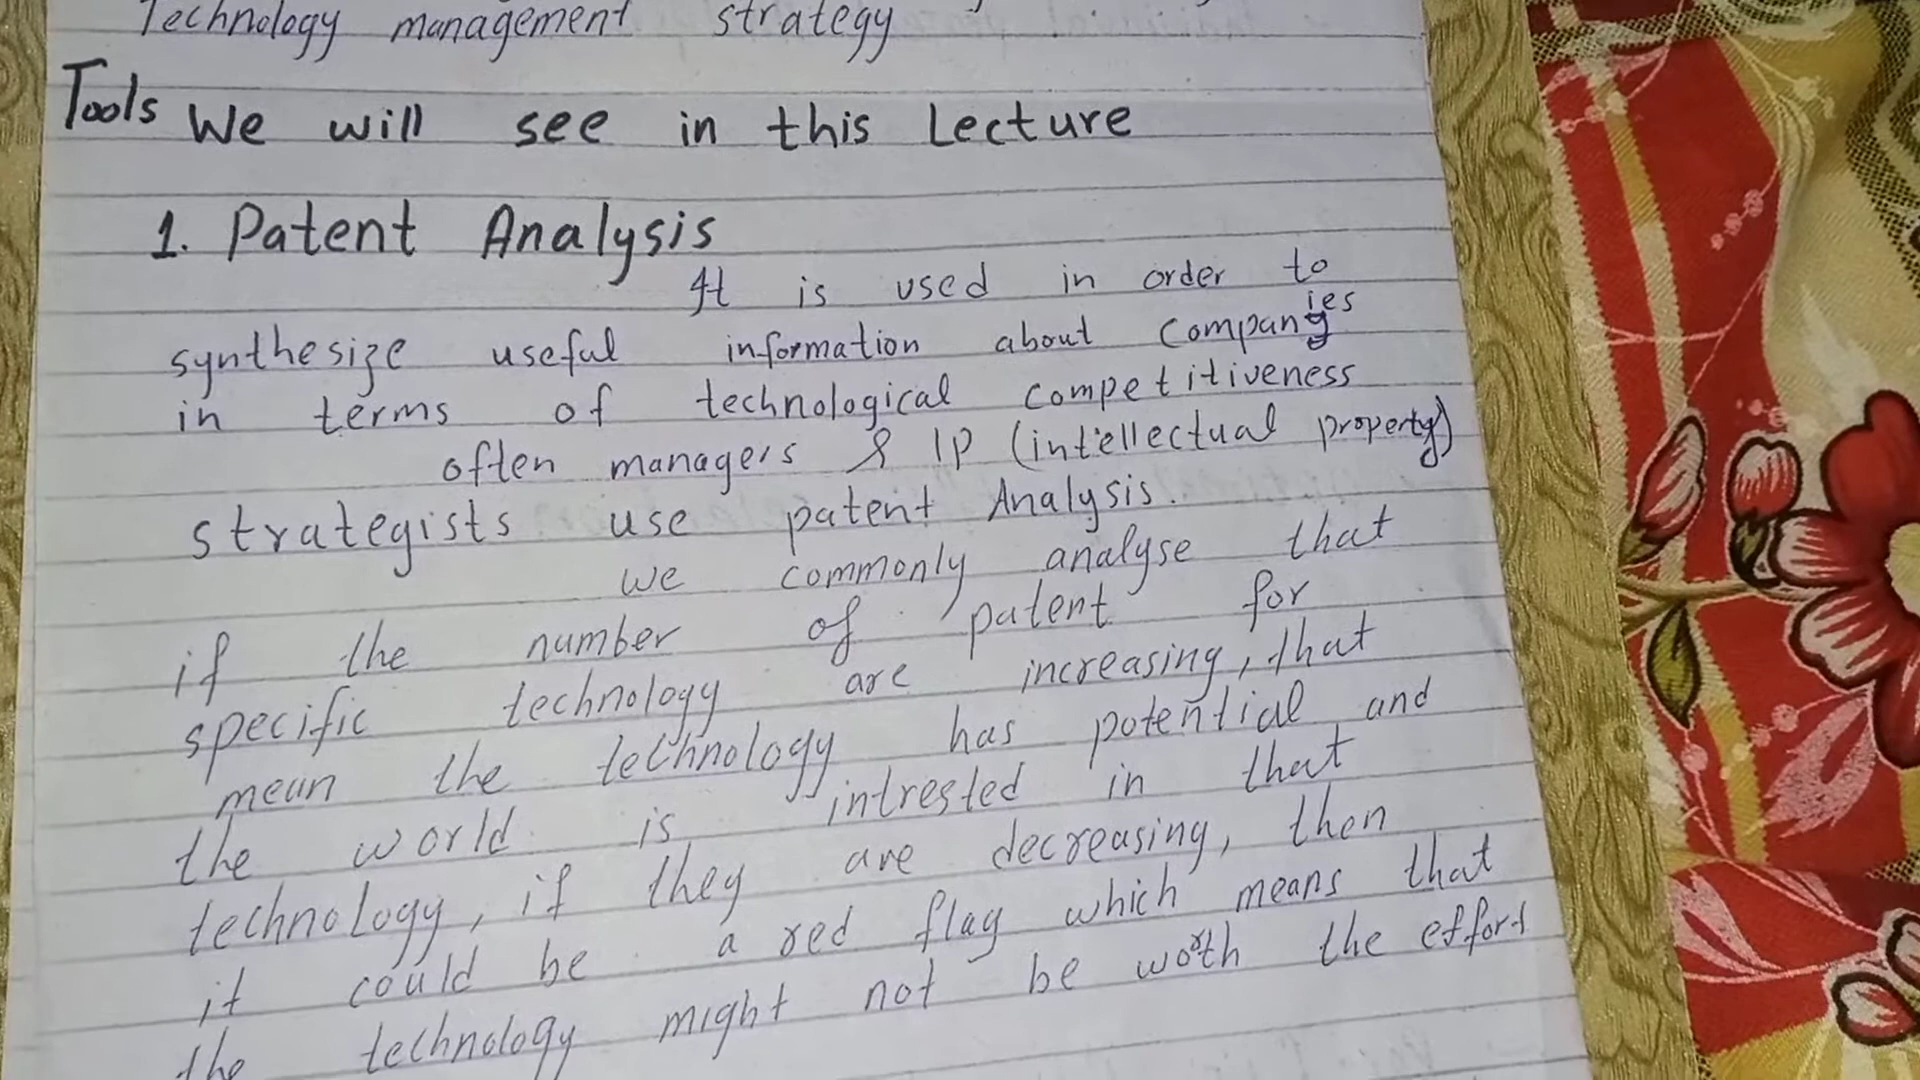 Technology management strategy
Tools We will see in this Lecture
1. Patent Analysis
It is used in order to
synthesize useful information about companies
in terms of technological competitiveness
often managers & IP (intellectual property)
strategists use patent Analysis.
we commonly analyse that
if the number of patent for
specific technology are increasing, that
mean the technology has potential and
the world is intrested in that
technology, if they are decreasing, then
it could be a red flag which means that
the technology might not be worth the effort